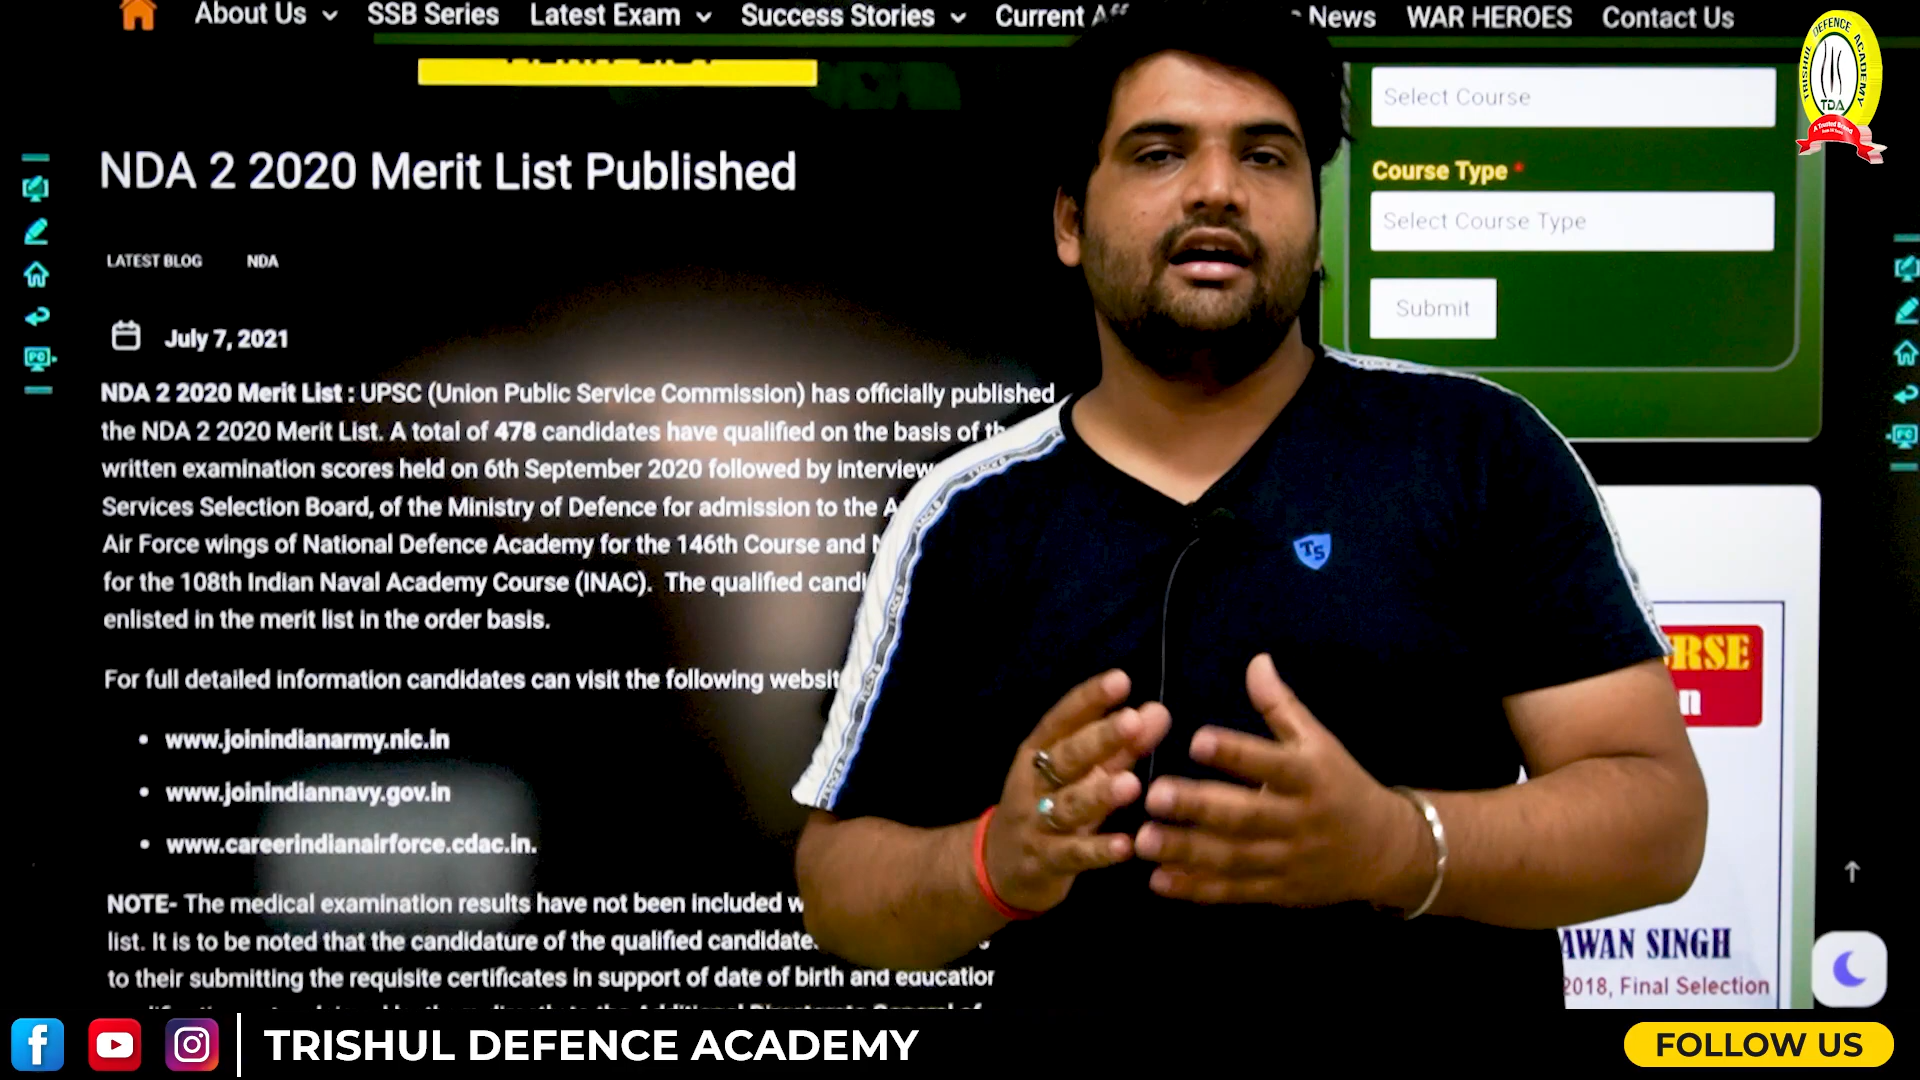 About Us SSB Series Latest Exam Success Stories Current Aff News WAR HEROES Contact Us
TRISHUL DEFENCE ACADEMY
TDA
Select Course
Course Type *
Select Course Type
Submit
NDA 2 2020 Merit List Published
LATEST BLOG NDA
July 7, 2021
NDA 2 2020 Merit List : UPSC (Union Public Service Commission) has officially published
the NDA 2 2020 Merit List. A total of 478 candidates have qualified on the basis of
written examination scores held on 6th September 2020 followed by interview
Services Selection Board, of the Ministry of Defence for admission to the
Air Force wings of National Defence Academy for the 146th Course and
for the 108th Indian Naval Academy Course (INAC). The qualified
enlisted in the merit list in the order basis.
For full detailed information candidates can visit the following
• www.joinindianarmy.nic.in
• www.joinindiannavy.gov.in
• www.careerindianairforce.cdac.in.
NOTE- The medical examination results have not been included
list. It is to be noted that the candidature of the qualified
to their submitting the requisite certificates in support of date of birth and
PC
PC
TS
RSE
n
AWAN SINGH
2018, Final Selection
TRISHUL DEFENCE ACADEMY
FOLLOW US